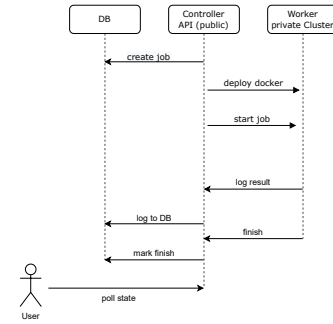 DB
Controller
API (public)
Worker
private Cluster
create job
deploy docker
start job
log result
log to DB
finish
mark finish
poll state
User